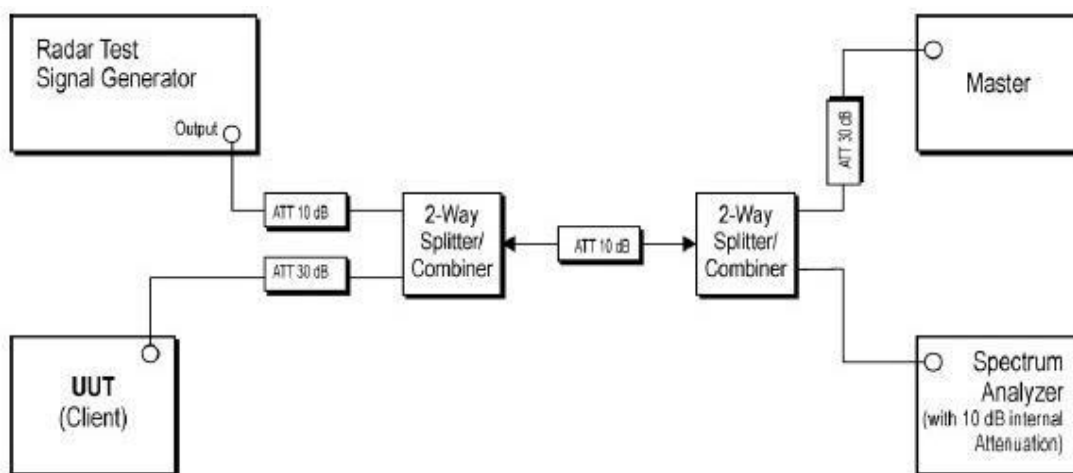 Radar Test
Signal Generator
Output
ATT 10 dB
ATT 30 dB
2-Way
Splitter/
Combiner
ATT 10 dB
2-Way
Splitter/
Combiner
ATT 30 dB
Master
UUT
(Client)
Spectrum
Analyzer
(with 10 dB internal
Attenuation)